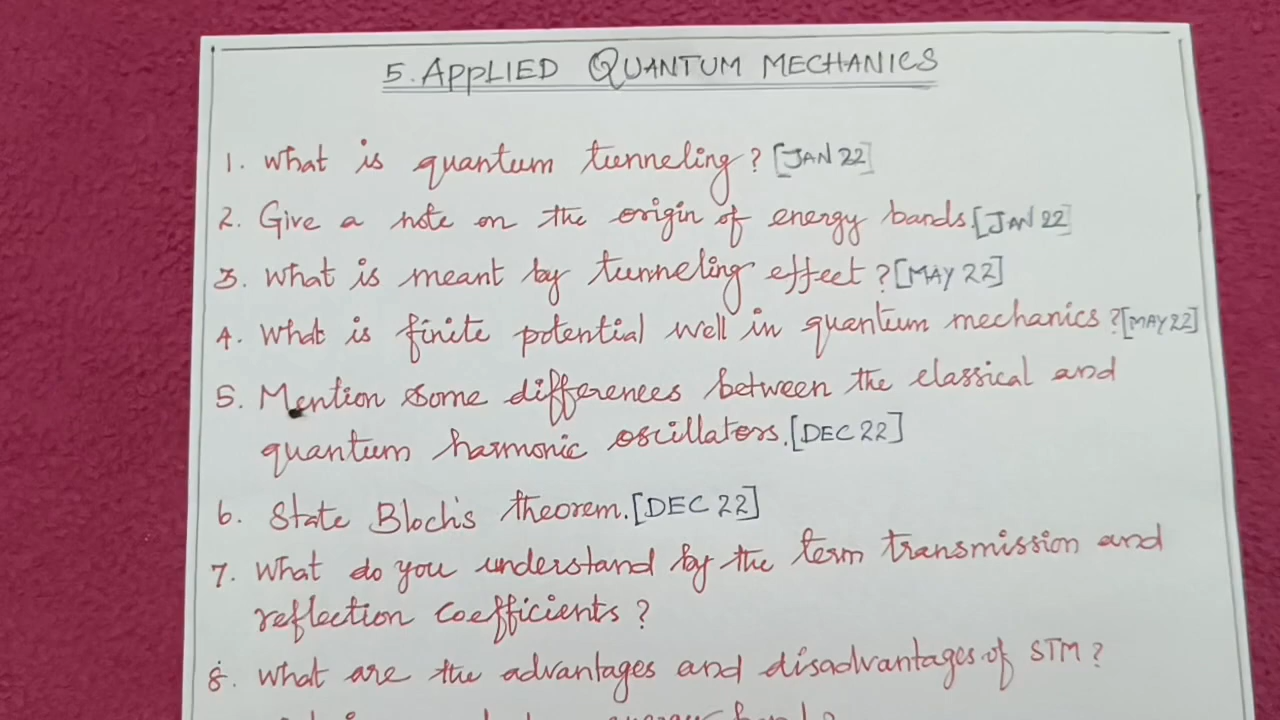 5. APPLIED QUANTUM MECHANICS
1. What is quantum tunneling? [JAN 22]
2. Give a note on the origin of energy bands. [JAN 22]
3. What is meant by tunneling effect? [MAY 22]
4. What is finite potential well in quantum mechanics? [MAY 22]
5. Mention some differences between the classical and
quantum harmonic oscillators. [DEC 22]
6. State Bloch's theorem. [DEC 22]
7. What do you understand by the term transmission and
reflection coefficients?
8. What are the advantages and disadvantages of STM?